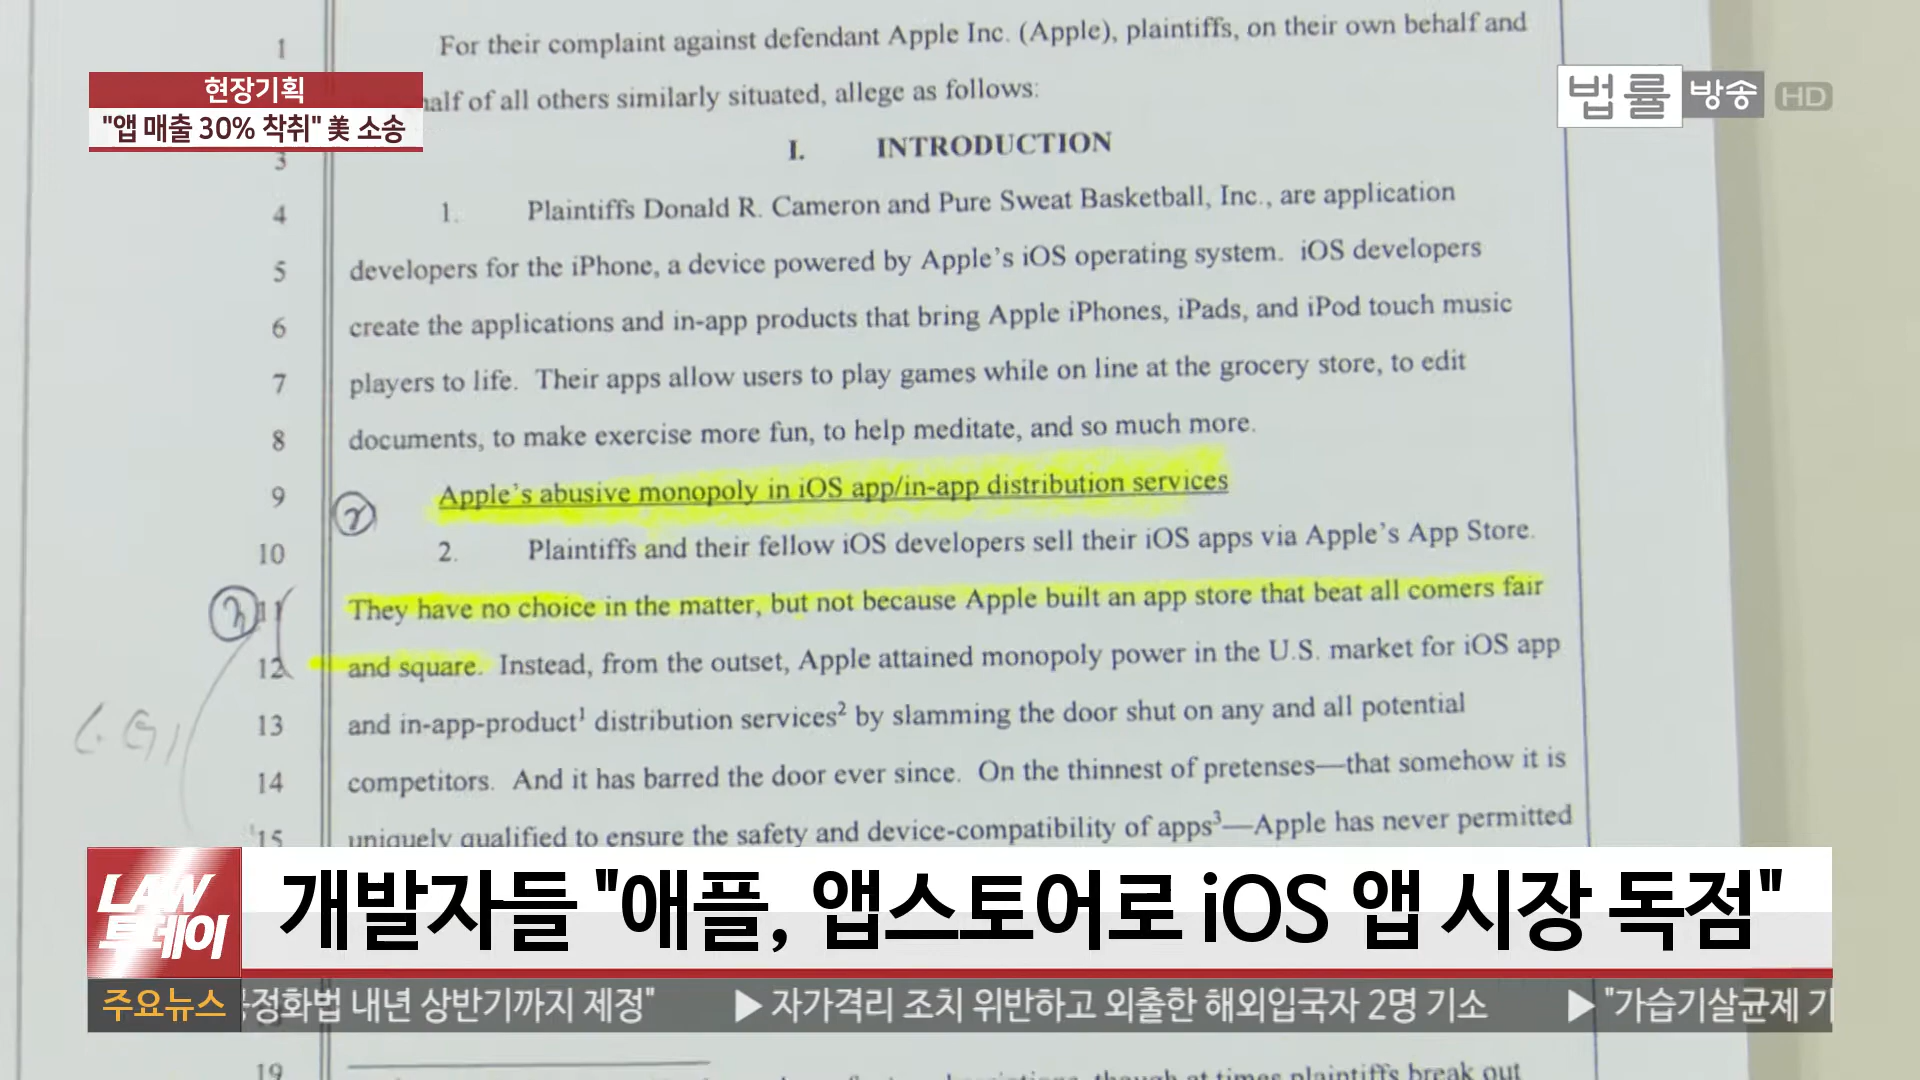 1 For their complaint against defendant Apple Inc. (Apple), plaintiffs, on their own behalf and
half of all others similarly situated, allege as follows:
현장기획
"앱 매출 30% 착취" 美 소송
법률방송 HD
3 I. INTRODUCTION
4 1. Plaintiffs Donald R. Cameron and Pure Sweat Basketball, Inc., are application
5 developers for the iPhone, a device powered by Apple's iOS operating system. iOS developers
6 create the applications and in-app products that bring Apple iPhones, iPads, and iPod touch music
7 players to life. Their apps allow users to play games while on line at the grocery store, to edit
8 documents, to make exercise more fun, to help meditate, and so much more.
9 Apple's abusive monopoly in iOS app/in-app distribution services
10 2. Plaintiffs and their fellow iOS developers sell their iOS apps via Apple's App Store.
11 They have no choice in the matter, but not because Apple built an app store that beat all comers fair
12 and square. Instead, from the outset, Apple attained monopoly power in the U.S. market for iOS app
13 and in-app-product¹ distribution services² by slamming the door shut on any and all potential
14 competitors. And it has barred the door ever since. On the thinnest of pretenses—that somehow it is
15 uniquely qualified to ensure the safety and device-compatibility of apps³—Apple has never permitted
LAW 투데이
개발자들 "애플, 앱스토어로 iOS 앱 시장 독점"
주요뉴스 정화법 내년 상반기까지 제정" ▶ 자가격리 조치 위반하고 외출한 해외입국자 2명 기소 ▶ "가습기살균제 기
19
though at times plaintiffs break out